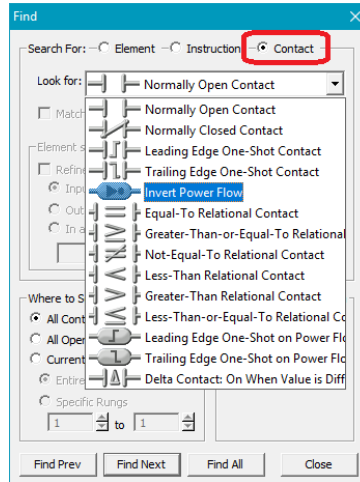 Find
Search For: Element Instruction Contact
Look for: Normally Open Contact
Match
Normally Open Contact
Normally Closed Contact
Leading Edge One-Shot Contact
Element s
Trailing Edge One-Shot Contact
Refine
Invert Power Flow
Inpu
Out
Equal-To Relational Contact
In a
Greater-Than-or-Equal-To Relational
Not-Equal-To Relational Contact
Less-Than Relational Contact
Where to S
Greater-Than Relational Contact
All Cont
Less-Than-or-Equal-To Relational Co
All Oper
Leading Edge One-Shot on Power Flo
Current
Trailing Edge One-Shot on Power Flo
Entire
Delta Contact: On When Value is Diff
Specific Rungs
1 to 1
Find Prev Find Next Find All Close